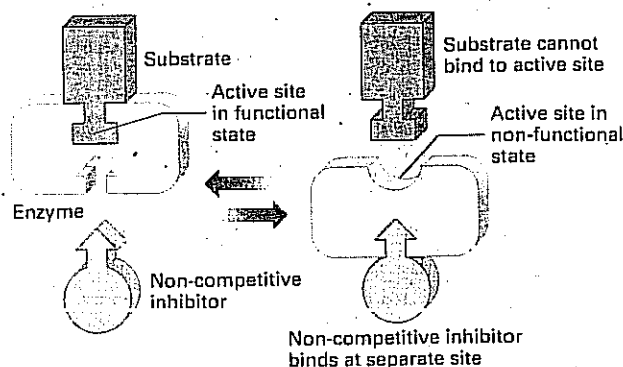 Substrate
Active site
in functional
state
Enzyme
Non-competitive
inhibitor
Substrate cannot
bind to active site
Active site in
non-functional
state
Non-competitive inhibitor
binds at separate site